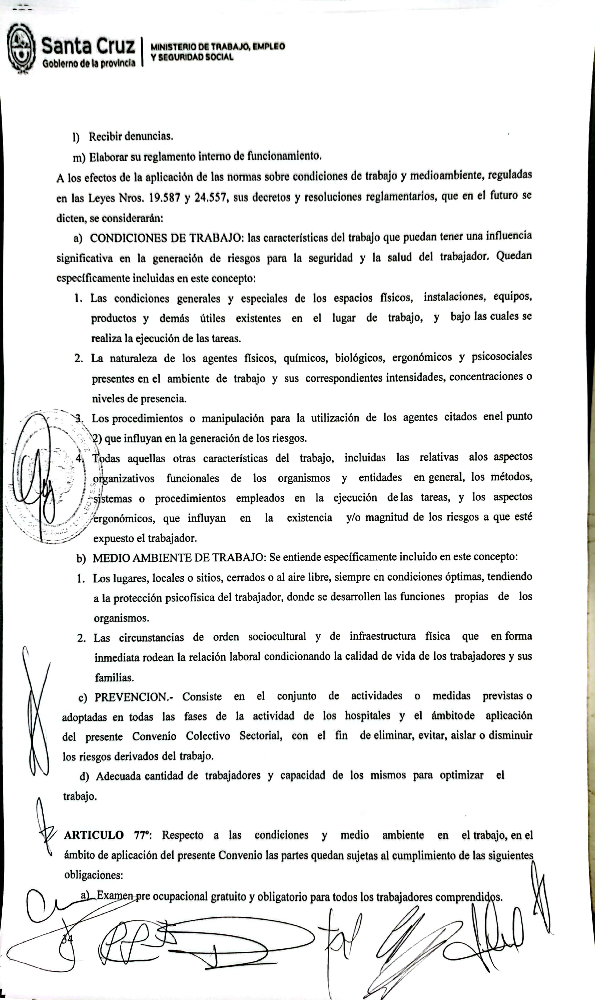 Santa Cruz
Gobierno de la provincia
MINISTERIO DE TRABAJO, EMPLEO
Y SEGURIDAD SOCIAL
l) Recibir denuncias.
m) Elaborar su reglamento interno de funcionamiento.
A los efectos de la aplicación de las normas sobre condiciones de trabajo y medioambiente, reguladas
en las Leyes Nros. 19.587 y 24.557, sus decretos y resoluciones reglamentarios, que en el futuro se
dicten, se considerarán:
a) CONDICIONES DE TRABAJO: las características del trabajo que puedan tener una influencia
significativa en la generación de riesgos para la seguridad y la salud del trabajador. Quedan
específicamente incluidas en este concepto:
1. Las condiciones generales y especiales de los espacios físicos, instalaciones, equipos,
productos y demás útiles existentes en el lugar de trabajo, y bajo las cuales se
realiza la ejecución de las tareas.
2. La naturaleza de los agentes físicos, químicos, biológicos, ergonómicos y psicosociales
presentes en el ambiente de trabajo y sus correspondientes intensidades, concentraciones o
niveles de presencia.
3. Los procedimientos o manipulación para la utilización de los agentes citados enel punto
2) que influyan en la generación de los riesgos.
4. Todas aquellas otras características del trabajo, incluidas las relativas alos aspectos
organizativos funcionales de los organismos y entidades en general, los métodos,
sistemas o procedimientos empleados en la ejecución delas tareas, y los aspectos
ergonómicos, que influyan en la existencia y/o magnitud de los riesgos a que esté
expuesto el trabajador.
b) MEDIO AMBIENTE DE TRABAJO: Se entiende específicamente incluido en este concepto:
1. Los lugares, locales o sitios, cerrados o al aire libre, siempre en condiciones óptimas, tendiendo
a la protección psicofísica del trabajador, donde se desarrollen las funciones propias de los
organismos.
2. Las circunstancias de orden sociocultural y de infraestructura física que en forma
inmediata rodean la relación laboral condicionando la calidad de vida de los trabajadores y sus
familias.
c) PREVENCION.- Consiste en el conjunto de actividades o medidas previstas o
adoptadas en todas las fases de la actividad de los hospitales y el ámbitode aplicación
del presente Convenio Colectivo Sectorial, con el fin de eliminar, evitar, aislar o disminuir
los riesgos derivados del trabajo.
d) Adecuada cantidad de trabajadores y capacidad de los mismos para optimizar el
trabajo.
ARTICULO 77º: Respecto a las condiciones y medio ambiente en el trabajo, en el
ámbito de aplicación del presente Convenio las partes quedan sujetas al cumplimiento de las siguientes
obligaciones:
a) Examen pre ocupacional gratuito y obligatorio para todos los trabajadores comprendidos.
34